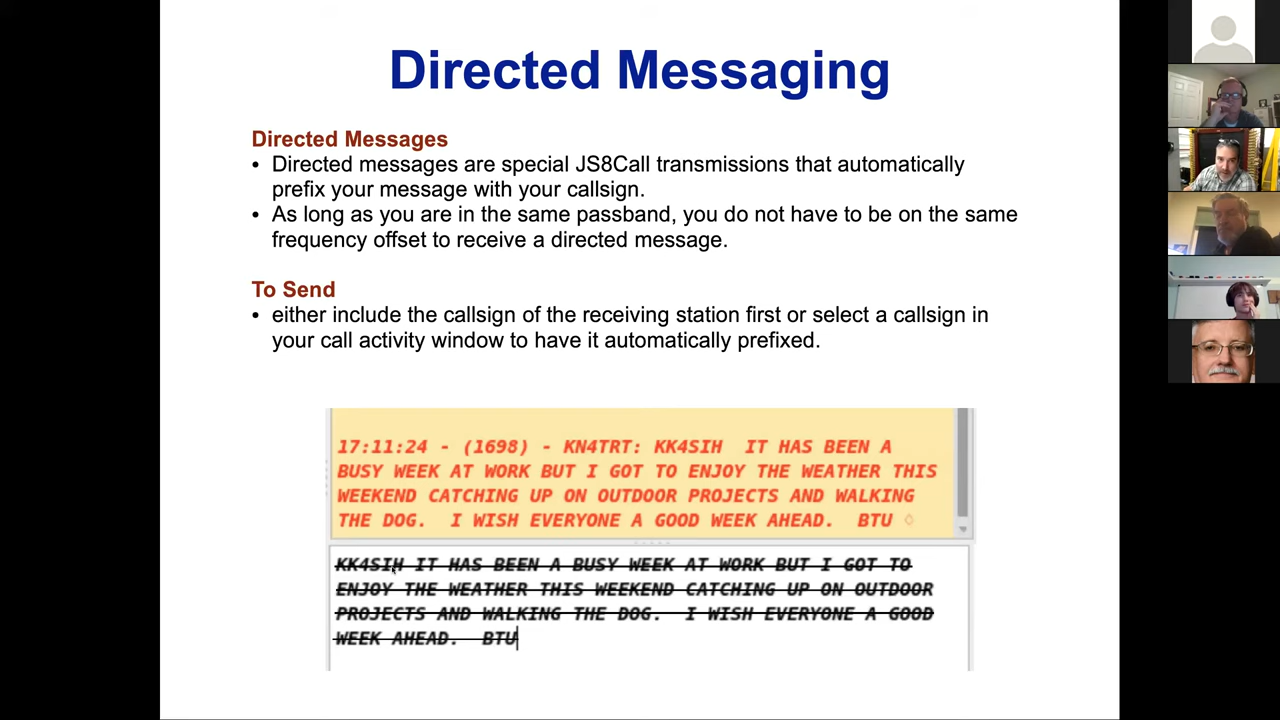 Directed Messaging
Directed Messages
• Directed messages are special JS8Call transmissions that automatically
prefix your message with your callsign.
• As long as you are in the same passband, you do not have to be on the same
frequency offset to receive a directed message.
To Send
• either include the callsign of the receiving station first or select a callsign in
your call activity window to have it automatically prefixed.
17:11:24 - (1698) - KN4TRT: KK4SIH IT HAS BEEN A
BUSY WEEK AT WORK BUT I GOT TO ENJOY THE WEATHER THIS
WEEKEND CATCHING UP ON OUTDOOR PROJECTS AND WALKING
THE DOG. I WISH EVERYONE A GOOD WEEK AHEAD. BTU ♢
KK4SIH IT HAS BEEN A BUSY WEEK AT WORK BUT I GOT TO
ENJOY THE WEATHER THIS WEEKEND CATCHING UP ON OUTDOOR
PROJECTS AND WALKING THE DOG. I WISH EVERYONE A GOOD
WEEK AHEAD. BTU